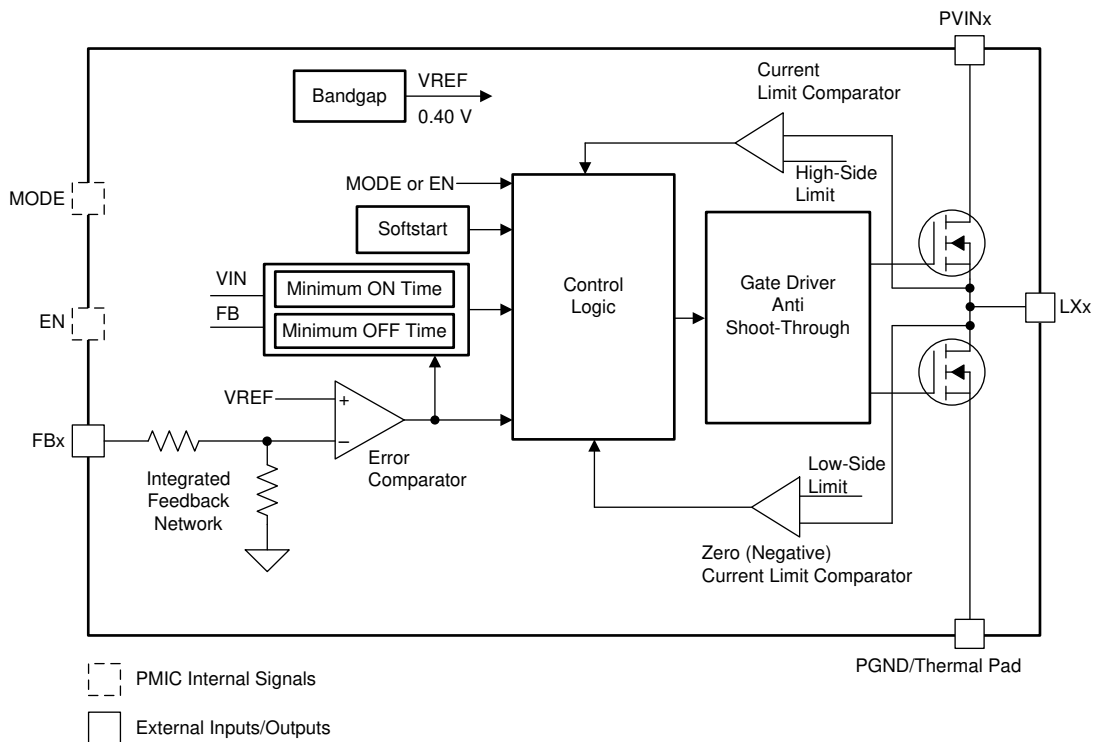 PVINx
Bandgap
VREF
0.40 V
Current
Limit Comparator
MODE
MODE or EN
High-Side
Limit
Softstart
VIN
FB
Minimum ON Time
Minimum OFF Time
Control
Logic
Gate Driver
Anti
Shoot-Through
LXx
EN
VREF
+
−
FBx
Error
Comparator
Integrated
Feedback
Network
Low-Side
Limit
Zero (Negative)
Current Limit Comparator
PGND/Thermal Pad
PMIC Internal Signals
External Inputs/Outputs